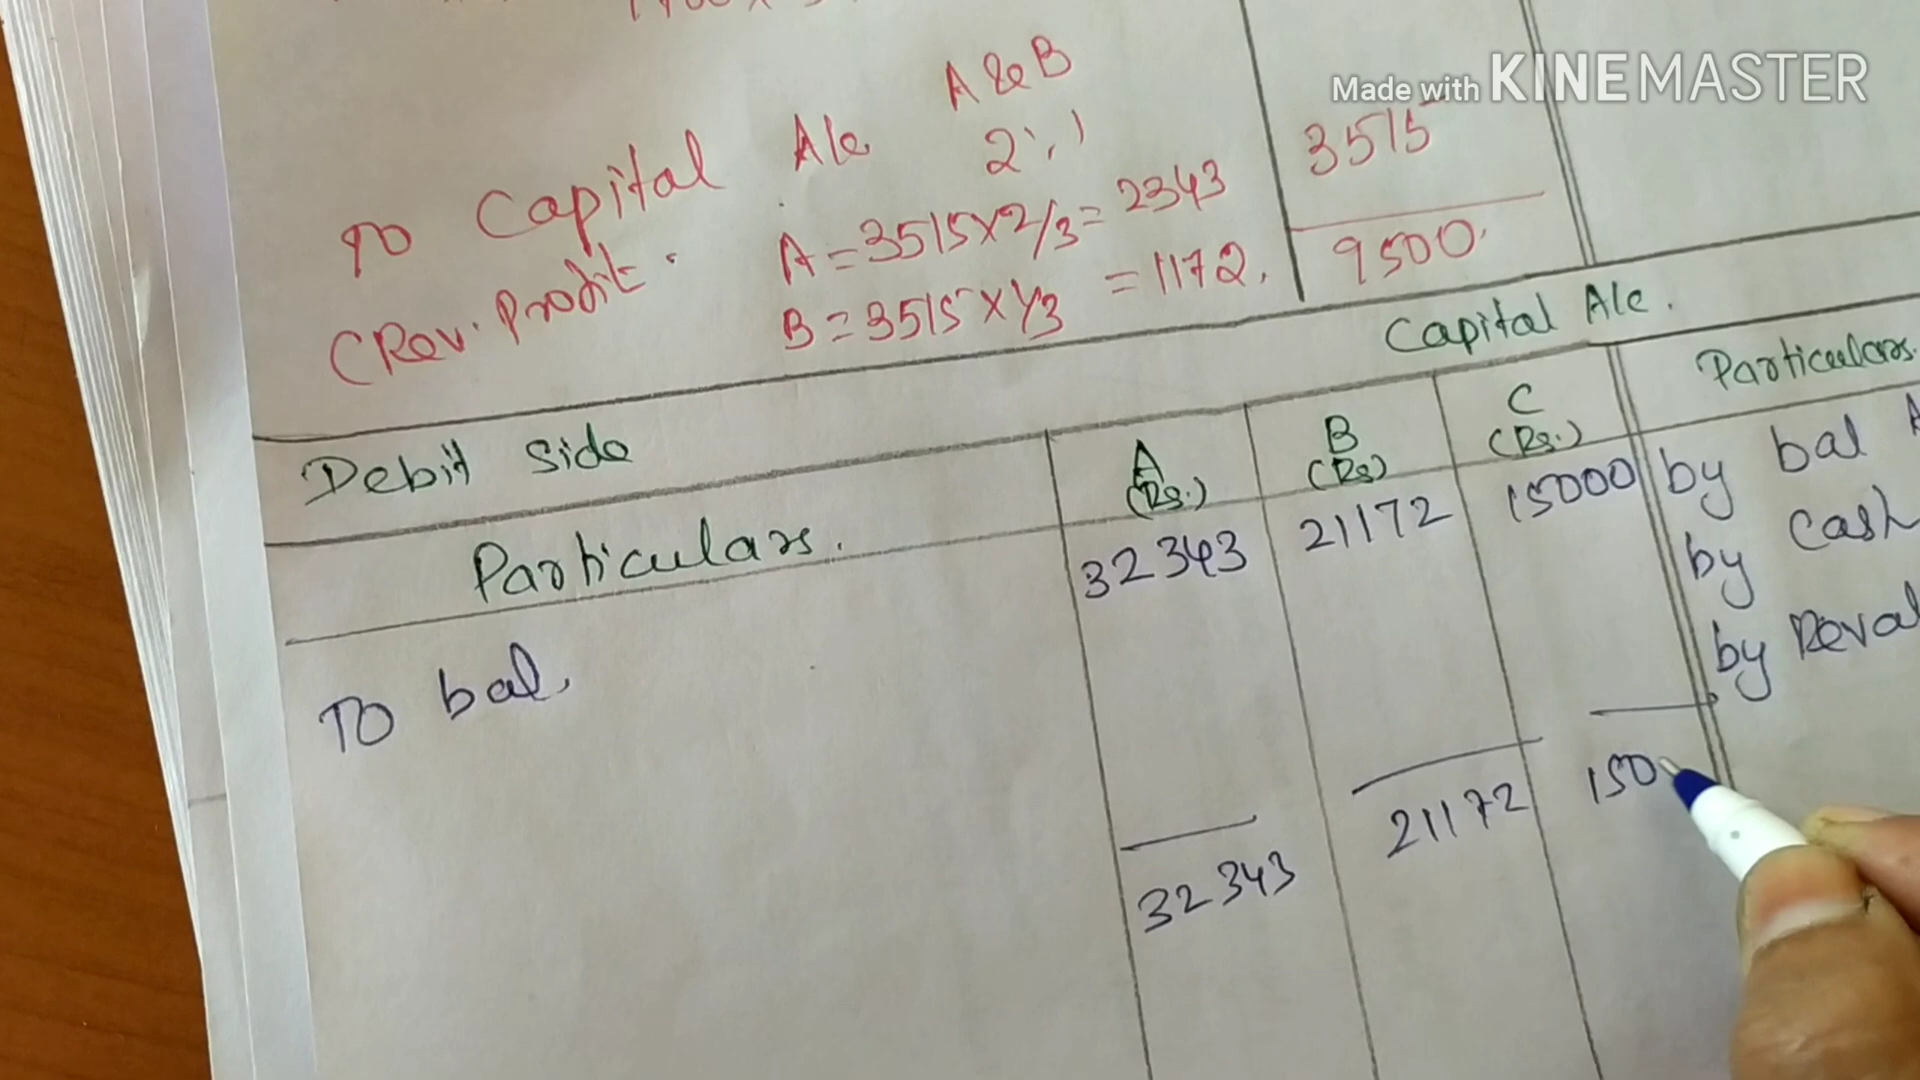 Made with KINEMASTER
A & B
To Capital A/c 2:1 3515
(Rev. Profit. A = 3515 x 2/3 = 2343
B = 3515 x 1/3 = 1172. 9500.
Capital A/c.
Debit Side A (Rs.) B (Rs) C (Rs.) Particulars.
Particulars. 32343 21172 15000 by bal
by Cash
To bal, by Reval
32343 21172 150